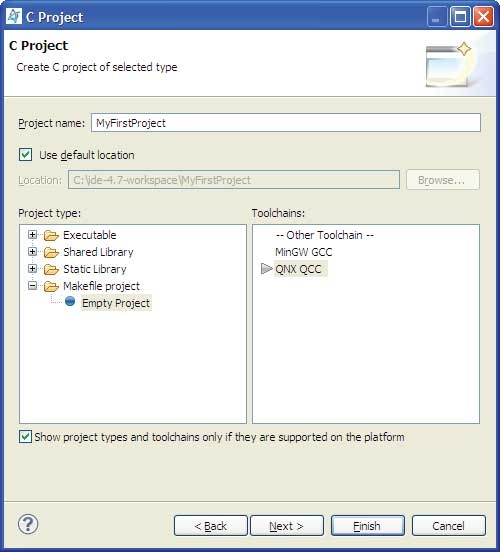 C Project
C Project
Create C project of selected type
Project name: MyFirstProject
Use default location
Location: C:\ide-4.7-workspace\MyFirstProject Browse...
Project type: Toolchains:
Executable -- Other Toolchain --
Shared Library MinGW GCC
Static Library QNX QCC
Makefile project
Empty Project
Show project types and toolchains only if they are supported on the platform
? < Back Next > Finish Cancel